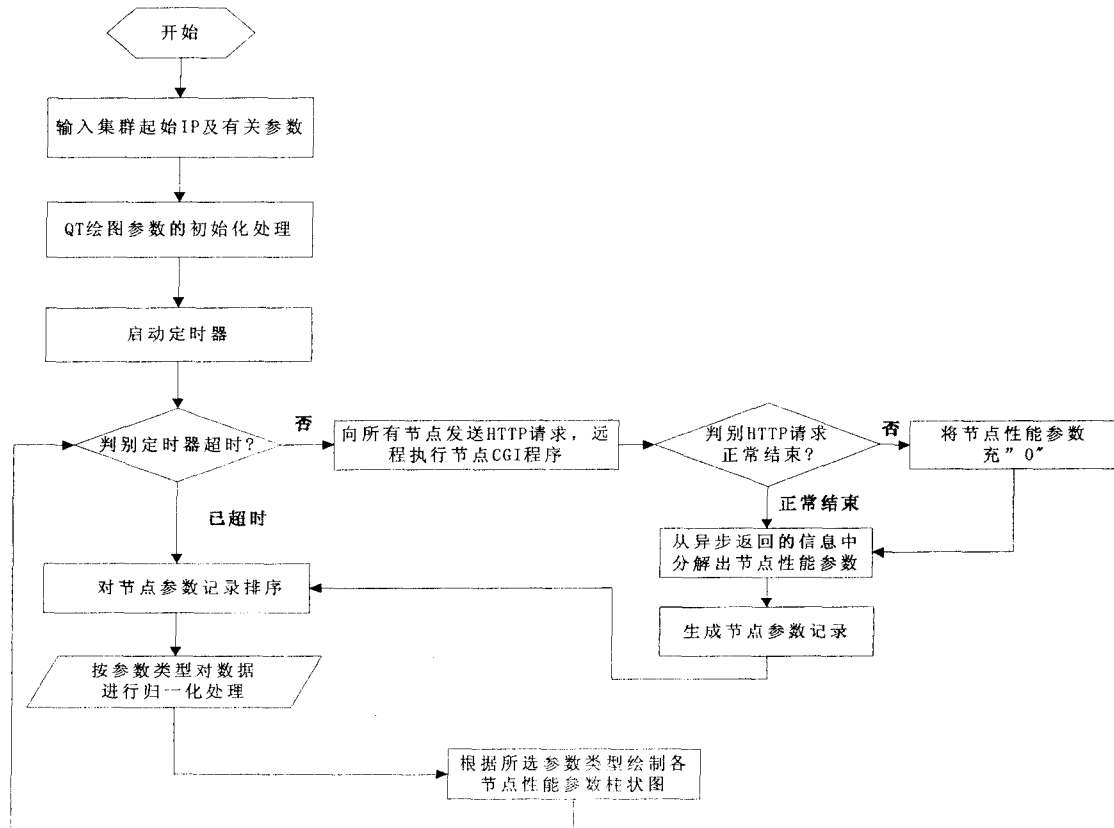 开始
输入集群起始IP及有关参数
QT绘图参数的初始化处理
启动定时器
判别定时器超时?
否
向所有节点发送HTTP请求，远
程执行节点CGI程序
判别HTTP请求
正常结束?
否
将节点性能参数
充"0"
已超时
正常结束
从异步返回的信息中
分解出节点性能参数
对节点参数记录排序
生成节点参数记录
按参数类型对数据
进行归一化处理
根据所选参数类型绘制各
节点性能参数柱状图